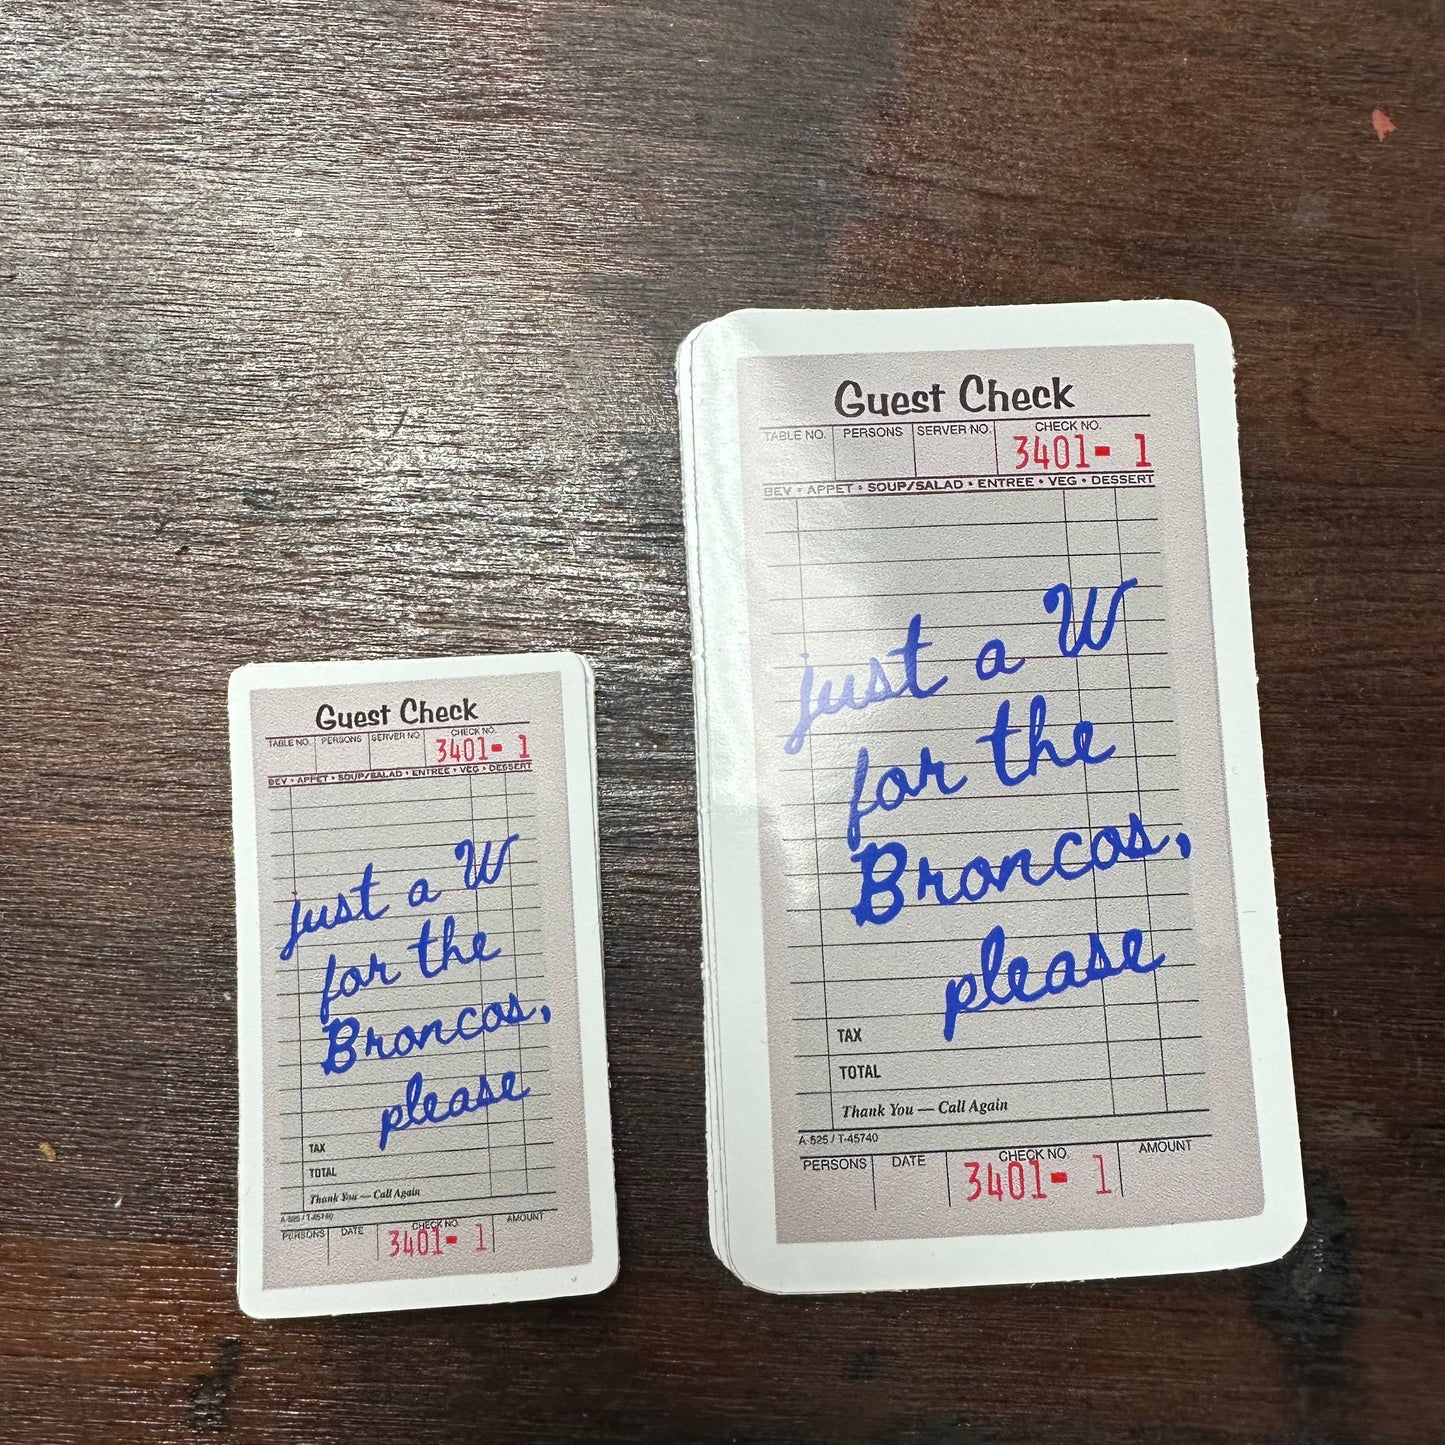 Guest Check
TABLE NO. PERSONS SERVER NO. CHECK NO.
3401- 1
BEV • APPET • SOUP/SALAD • ENTREE • VEG • DESSERT
just a W
for the
Broncos,
please
TAX
TOTAL
Thank You — Call Again
A-525 / T-45740
PERSONS DATE CHECK NO. AMOUNT
3401- 1
Guest Check
TABLE NO. PERSONS SERVER NO. CHECK NO.
3401- 1
BEV • APPET • SOUP/SALAD • ENTREE • VEG • DESSERT
just a W
for the
Broncos,
please
TAX
TOTAL
Thank You — Call Again
A-525 / T-45740
PERSONS DATE CHECK NO. AMOUNT
3401- 1